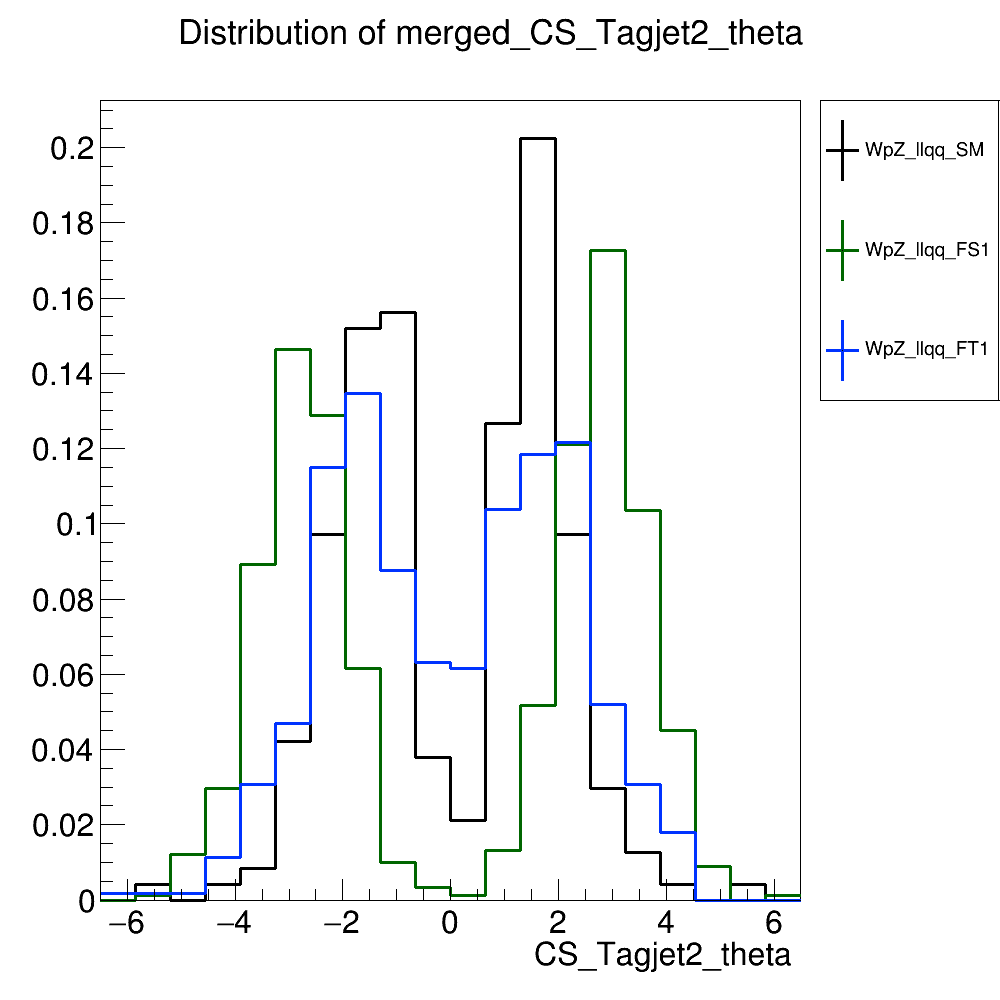 Distribution of merged_CS_Tagjet2_theta
0.2
0.18
0.16
0.14
0.12
0.1
0.08
0.06
0.04
0.02
0
−6 −4 −2 0 2 4 6
CS_Tagjet2_theta
WpZ_llqq_SM
WpZ_llqq_FS1
WpZ_llqq_FT1